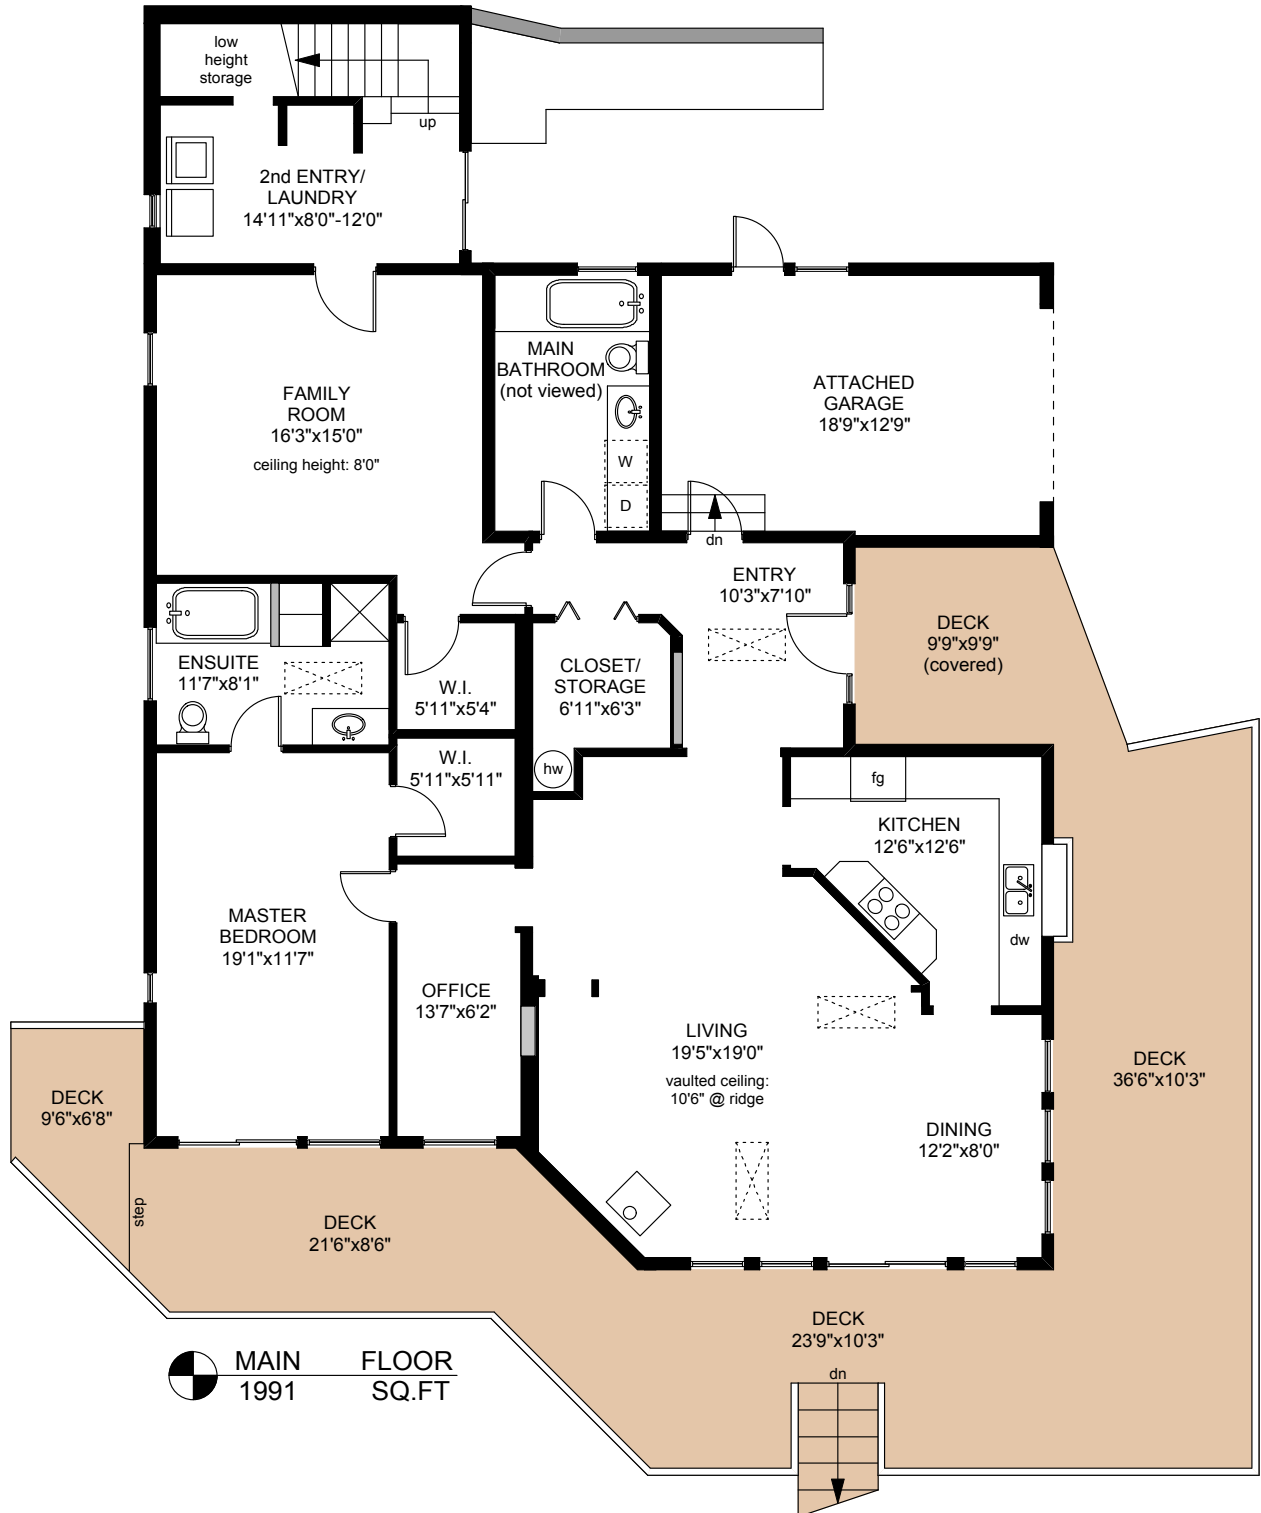 low
height
storage
up
2nd ENTRY/
LAUNDRY
14'11"x8'0"-12'0"
MAIN
BATHROOM
(not viewed)
FAMILY
ROOM
16'3"x15'0"
ceiling height: 8'0"
ATTACHED
GARAGE
18'9"x12'9"
W
D
dn
ENTRY
10'3"x7'10"
DECK
9'9"x9'9"
(covered)
ENSUITE
11'7"x8'1"
W.I.
5'11"x5'4"
CLOSET/
STORAGE
6'11"x6'3"
W.I.
5'11"x5'11"
hw
fg
KITCHEN
12'6"x12'6"
dw
MASTER
BEDROOM
19'1"x11'7"
OFFICE
13'7"x6'2"
LIVING
19'5"x19'0"
vaulted ceiling:
10'6" @ ridge
DECK
36'6"x10'3"
DECK
9'6"x6'8"
DINING
12'2"x8'0"
step
DECK
21'6"x8'6"
DECK
23'9"x10'3"
dn
MAIN FLOOR
1991 SQ.FT